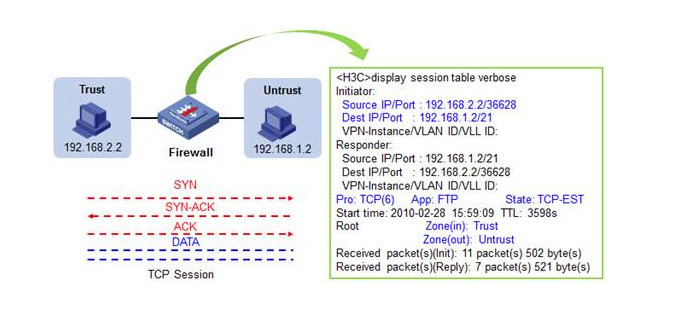 Trust
192.168.2.2
SWITCH
Firewall
Untrust
192.168.1.2
SYN
SYN-ACK
ACK
DATA
TCP Session
<H3C>display session table verbose
Initiator:
Source IP/Port : 192.168.2.2/36628
Dest IP/Port : 192.168.1.2/21
VPN-Instance/VLAN ID/VLL ID:
Responder:
Source IP/Port : 192.168.1.2/21
Dest IP/Port : 192.168.2.2/36628
VPN-Instance/VLAN ID/VLL ID:
Pro: TCP(6) App: FTP State: TCP-EST
Start time: 2010-02-28 15:59:09 TTL: 3598s
Root Zone(in): Trust
Zone(out): Untrust
Received packet(s)(Init): 11 packet(s) 502 byte(s)
Received packet(s)(Reply): 7 packet(s) 521 byte(s)